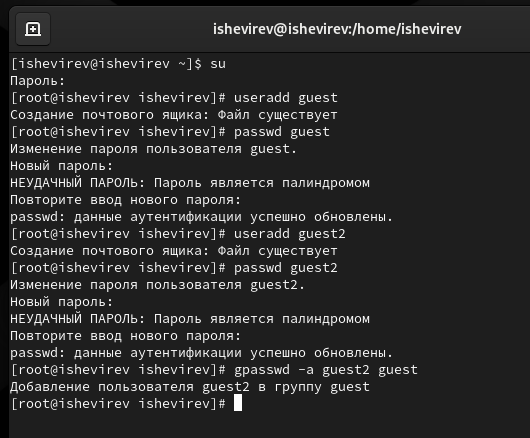 ishevirev@ishevirev:/home/ishevirev
[ishevirev@ishevirev ~]$ su
Пароль:
[root@ishevirev ishevirev]# useradd guest
Создание почтового ящика: Файл существует
[root@ishevirev ishevirev]# passwd guest
Изменение пароля пользователя guest.
Новый пароль:
НЕУДАЧНЫЙ ПАРОЛЬ: Пароль является палиндромом
Повторите ввод нового пароля:
passwd: данные аутентификации успешно обновлены.
[root@ishevirev ishevirev]# useradd guest2
Создание почтового ящика: Файл существует
[root@ishevirev ishevirev]# passwd guest2
Изменение пароля пользователя guest2.
Новый пароль:
НЕУДАЧНЫЙ ПАРОЛЬ: Пароль является палиндромом
Повторите ввод нового пароля:
passwd: данные аутентификации успешно обновлены.
[root@ishevirev ishevirev]# gpasswd -a guest2 guest
Добавление пользователя guest2 в группу guest
[root@ishevirev ishevirev]#